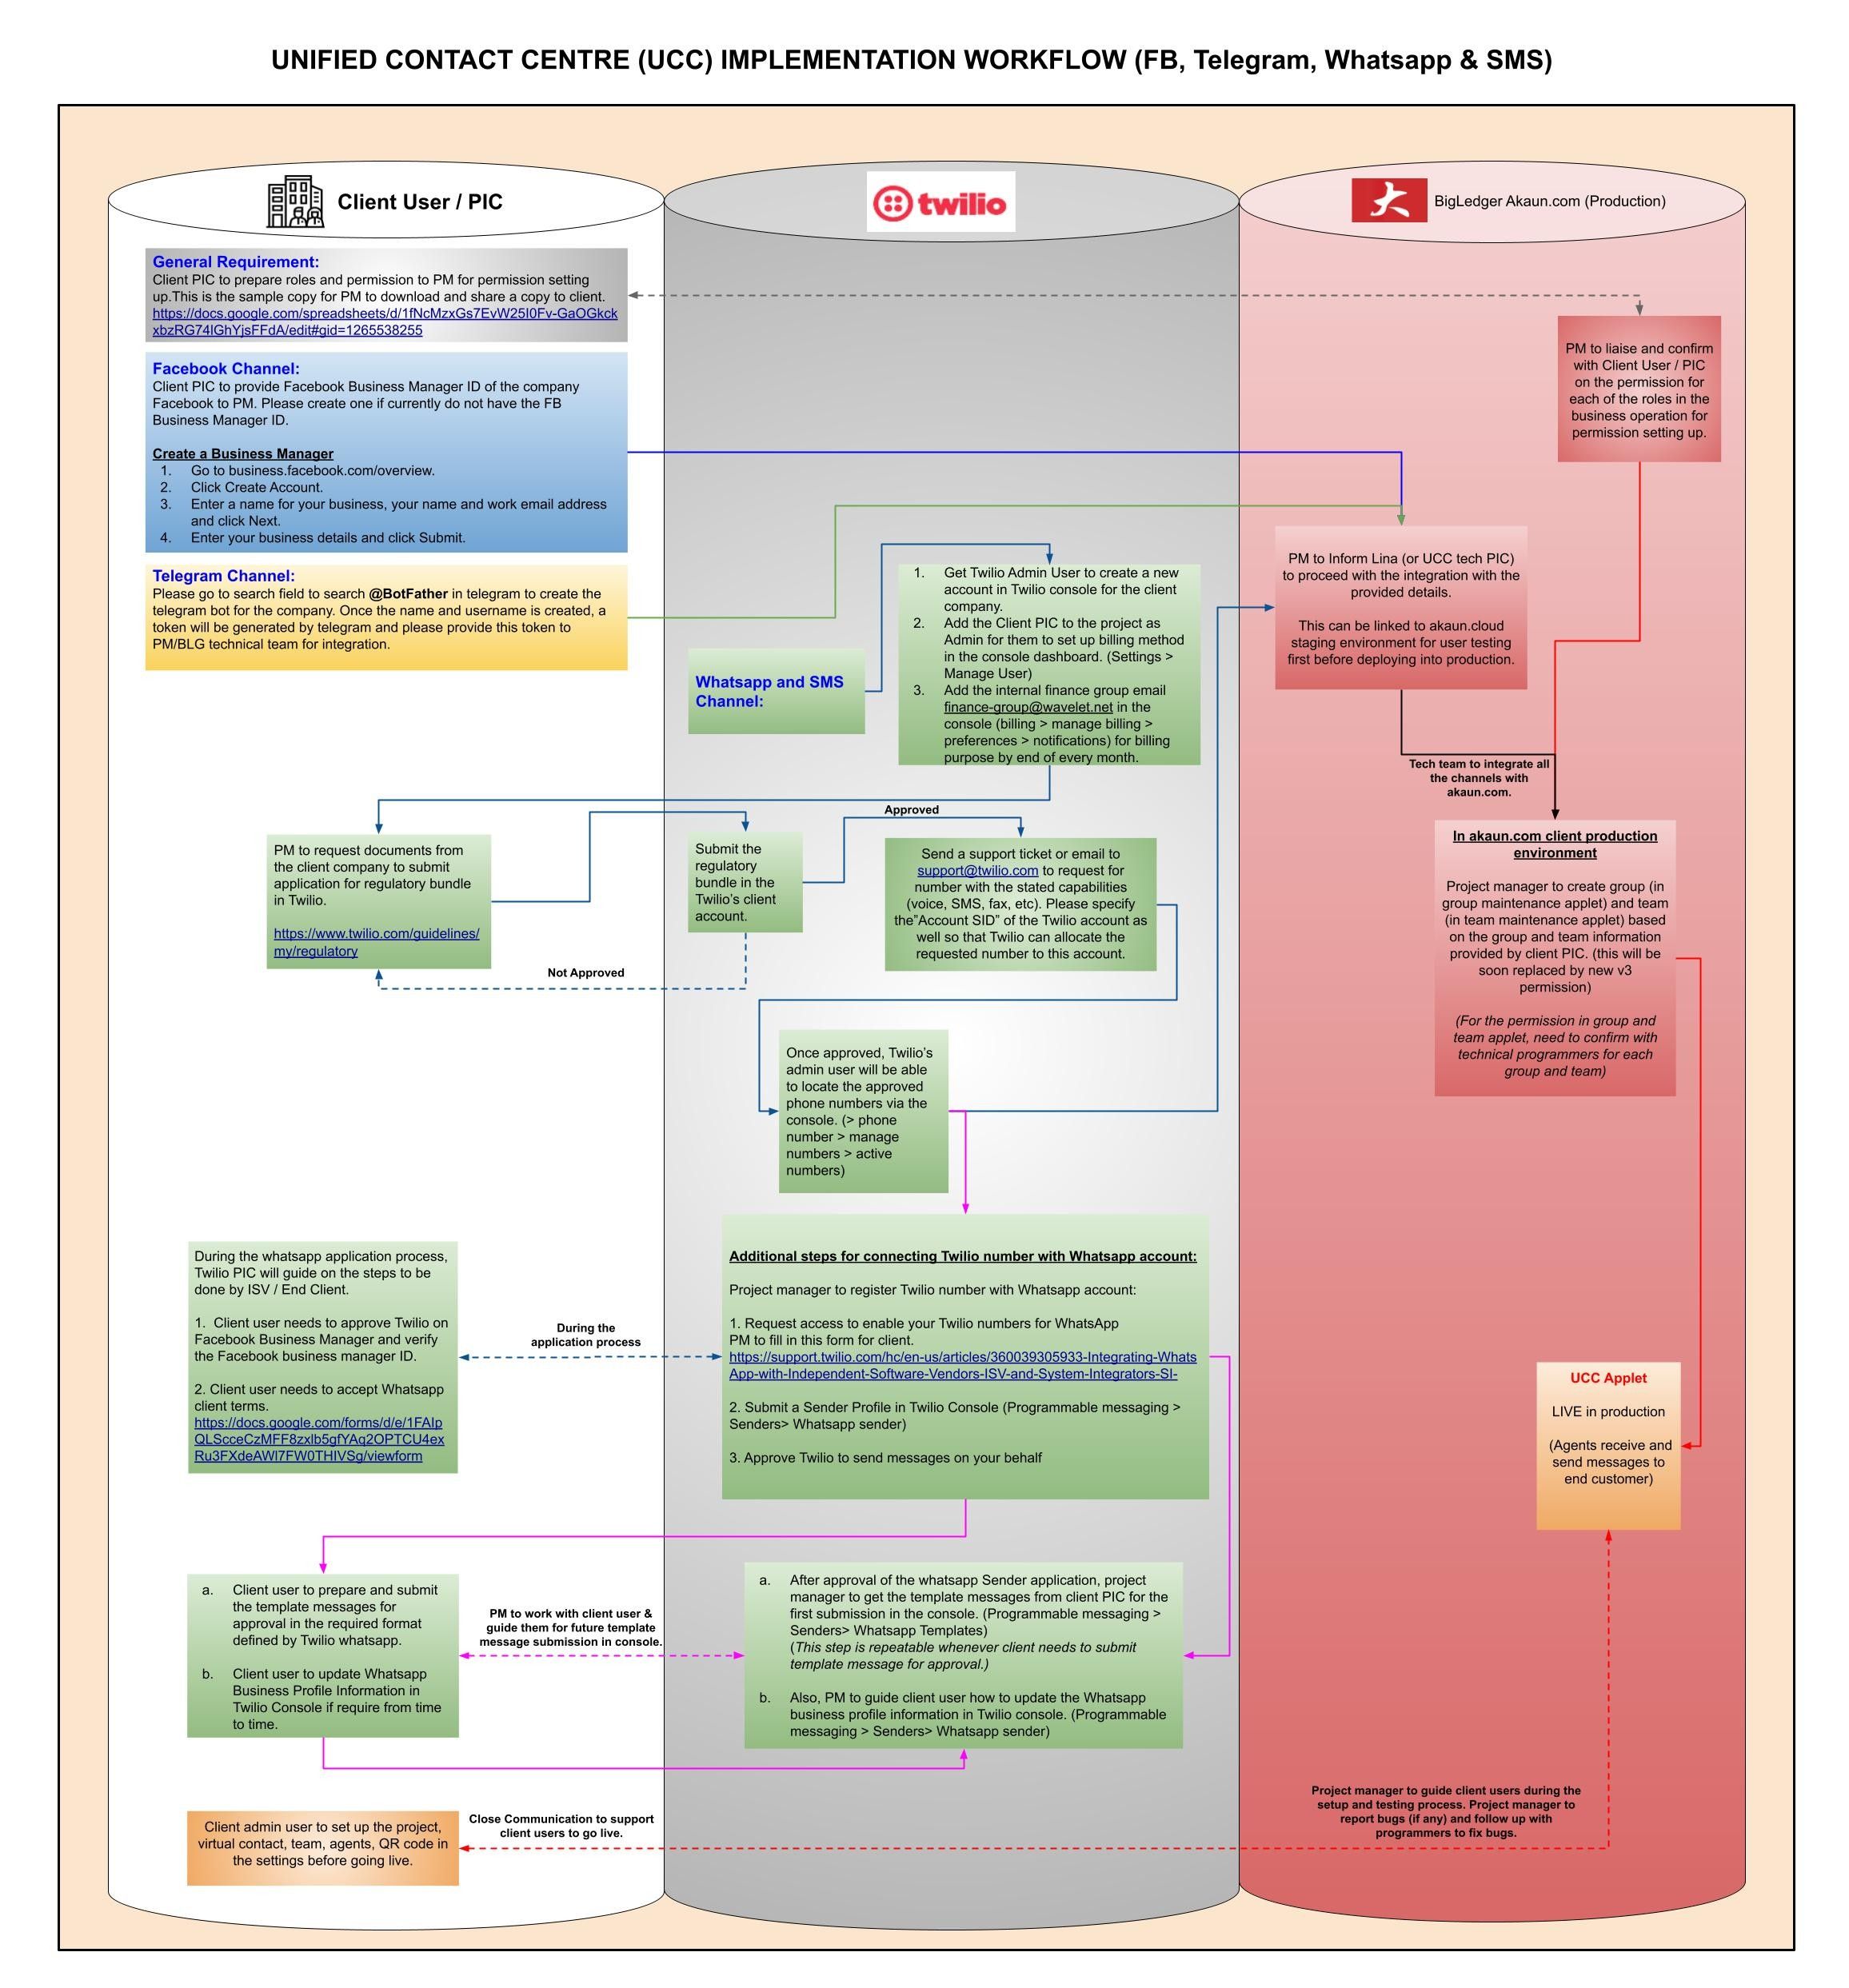 UNIFIED CONTACT CENTRE (UCC) IMPLEMENTATION WORKFLOW (FB, Telegram, Whatsapp & SMS)
Client User / PIC
twilio
BigLedger Akaun.com (Production)
General Requirement:
Client PIC to prepare roles and permission to PM for permission setting
up.This is the sample copy for PM to download and share a copy to client.
https://docs.google.com/spreadsheets/d/1fNcMzxGs7EvW25I0Fv-GaOGkck
xbzRG74lGhYjsFFdA/edit#gid=1265538255
Facebook Channel:
Client PIC to provide Facebook Business Manager ID of the company
Facebook to PM. Please create one if currently do not have the FB
Business Manager ID.
Create a Business Manager
1. Go to business.facebook.com/overview.
2. Click Create Account.
3. Enter a name for your business, your name and work email address
and click Next.
4. Enter your business details and click Submit.
Telegram Channel:
Please go to search field to search @BotFather in telegram to create the
telegram bot for the company. Once the name and username is created, a
token will be generated by telegram and please provide this token to
PM/BLG technical team for integration.
PM to liaise and confirm
with Client User / PIC
on the permission for
each of the roles in the
business operation for
permission setting up.
Whatsapp and SMS
Channel:
1. Get Twilio Admin User to create a new
account in Twilio console for the client
company.
2. Add the Client PIC to the project as
Admin for them to set up billing method
in the console dashboard. (Settings >
Manage User)
3. Add the internal finance group email
finance-group@wavelet.net in the
console (billing > manage billing >
preferences > notifications) for billing
purpose by end of every month.
PM to Inform Lina (or UCC tech PIC)
to proceed with the integration with the
provided details.
This can be linked to akaun.cloud
staging environment for user testing
first before deploying into production.
Tech team to integrate all
the channels with
akaun.com.
PM to request documents from
the client company to submit
application for regulatory bundle
in Twilio.
https://www.twilio.com/guidelines/
my/regulatory
Submit the
regulatory
bundle in the
Twilio's client
account.
Approved
Not Approved
Send a support ticket or email to
support@twilio.com to request for
number with the stated capabilities
(voice, SMS, fax, etc). Please specify
the"Account SID" of the Twilio account as
well so that Twilio can allocate the
requested number to this account.
In akaun.com client production
environment
Project manager to create group (in
group maintenance applet) and team
(in team maintenance applet) based
on the group and team information
provided by client PIC. (this will be
soon replaced by new v3
permission)
(For the permission in group and
team applet, need to confirm with
technical programmers for each
group and team)
Once approved, Twilio's
admin user will be able
to locate the approved
phone numbers via the
console. (> phone
number > manage
numbers > active
numbers)
During the whatsapp application process,
Twilio PIC will guide on the steps to be
done by ISV / End Client.
1. Client user needs to approve Twilio on
Facebook Business Manager and verify
the Facebook business manager ID.
2. Client user needs to accept Whatsapp
client terms.
https://docs.google.com/forms/d/e/1FAIp
QLScceCzMFF8zxlb5gfYAq2OPTCU4ex
Ru3FXdeAWl7FW0THIVSg/viewform
During the
application process
Additional steps for connecting Twilio number with Whatsapp account:
Project manager to register Twilio number with Whatsapp account:
1. Request access to enable your Twilio numbers for WhatsApp
PM to fill in this form for client.
https://support.twilio.com/hc/en-us/articles/360039305933-Integrating-Whats
App-with-Independent-Software-Vendors-ISV-and-System-Integrators-SI-
2. Submit a Sender Profile in Twilio Console (Programmable messaging >
Senders> Whatsapp sender)
3. Approve Twilio to send messages on your behalf
UCC Applet
LIVE in production
(Agents receive and
send messages to
end customer)
a. Client user to prepare and submit
the template messages for
approval in the required format
defined by Twilio whatsapp.
b. Client user to update Whatsapp
Business Profile Information in
Twilio Console if require from time
to time.
PM to work with client user &
guide them for future template
message submission in console.
a. After approval of the whatsapp Sender application, project
manager to get the template messages from client PIC for the
first submission in the console. (Programmable messaging >
Senders> Whatsapp Templates)
(This step is repeatable whenever client needs to submit
template message for approval.)
b. Also, PM to guide client user how to update the Whatsapp
business profile information in Twilio console. (Programmable
messaging > Senders> Whatsapp sender)
Client admin user to set up the project,
virtual contact, team, agents, QR code in
the settings before going live.
Close Communication to support
client users to go live.
Project manager to guide client users during the
setup and testing process. Project manager to
report bugs (if any) and follow up with
programmers to fix bugs.